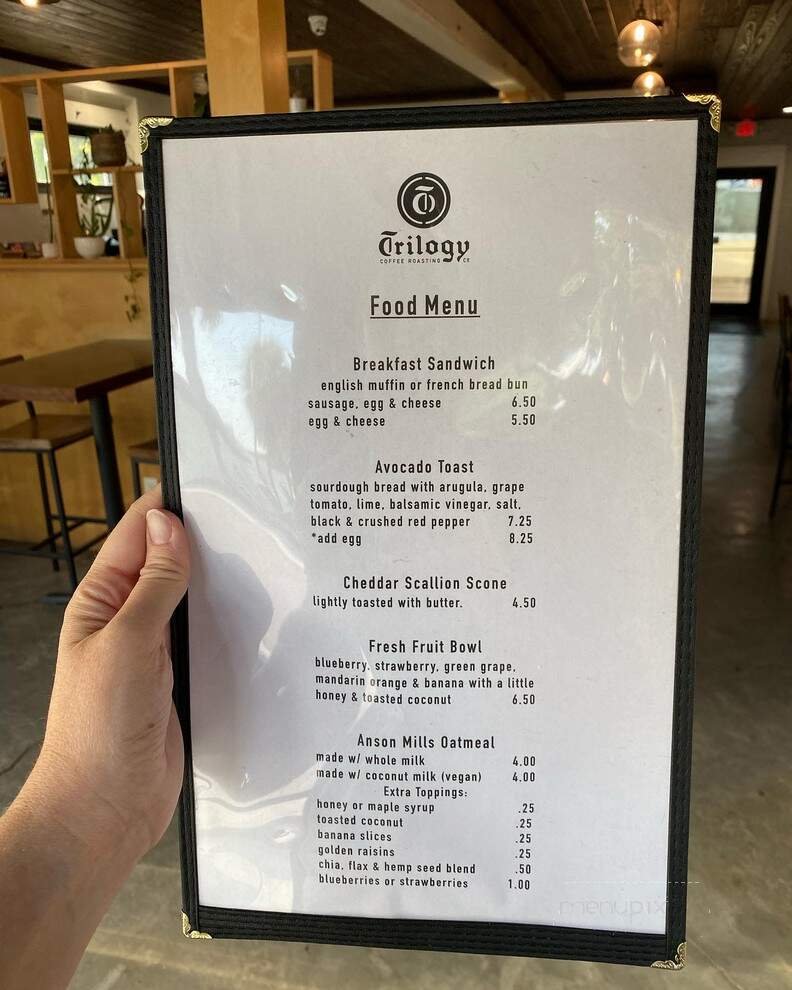 Trilogy
COFFEE ROASTING CO
Food Menu
Breakfast Sandwich
english muffin or french bread bun
sausage, egg & cheese 6.50
egg & cheese 5.50
Avocado Toast
sourdough bread with arugula, grape
tomato, lime, balsamic vinegar, salt,
black & crushed red pepper 7.25
*add egg 8.25
Cheddar Scallion Scone
lightly toasted with butter. 4.50
Fresh Fruit Bowl
blueberry, strawberry, green grape,
mandarin orange & banana with a little
honey & toasted coconut 6.50
Anson Mills Oatmeal
made w/ whole milk 4.00
made w/ coconut milk (vegan) 4.00
Extra Toppings:
honey or maple syrup .25
toasted coconut .25
banana slices .25
golden raisins .25
chia, flax & hemp seed blend .50
blueberries or strawberries 1.00
menupix